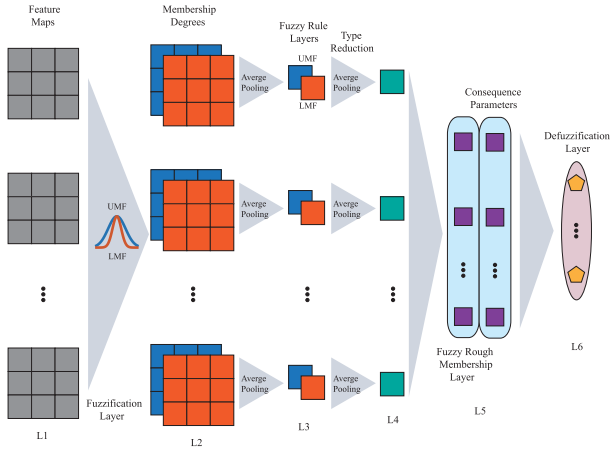 Feature
Maps
Membership
Degrees
Fuzzy Rule
Layers
Type
Reduction
UMF
LMF
Averge
Pooling
Averge
Pooling
Consequence
Parameters
Defuzzification
Layer
UMF
LMF
Averge
Pooling
Averge
Pooling
Fuzzification
Layer
Averge
Pooling
Averge
Pooling
Fuzzy Rough
Membership
Layer
L1
L2
L3
L4
L5
L6